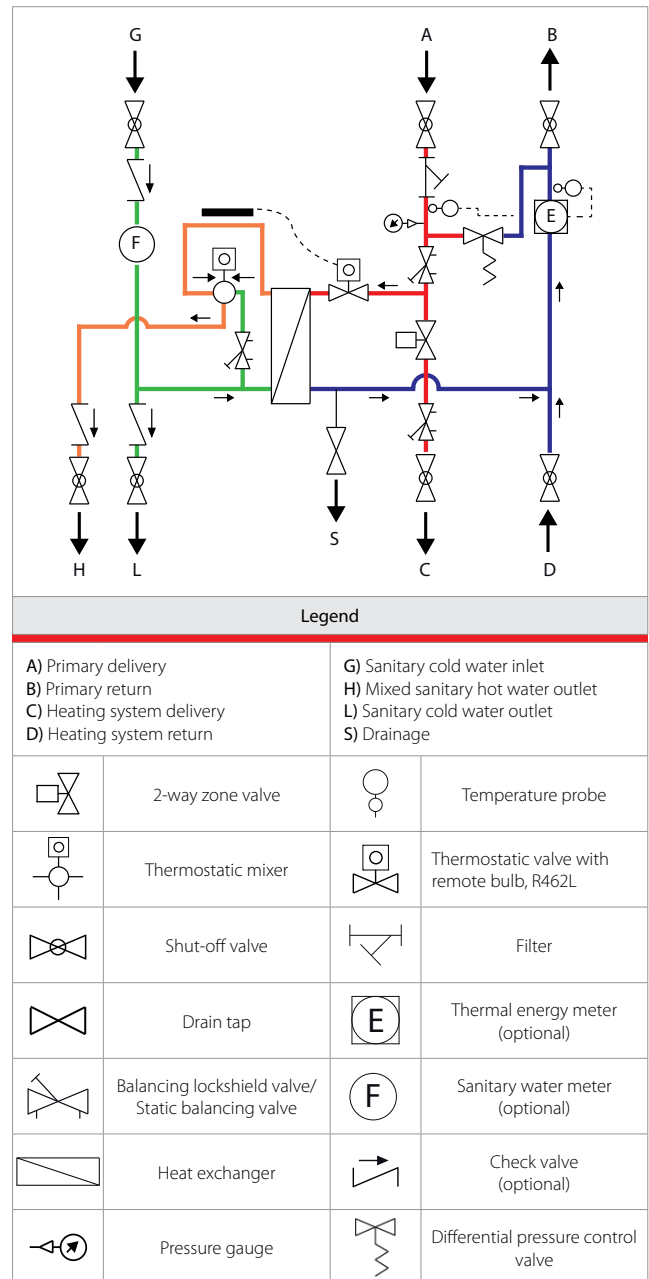 G
A
B
F
E
H
L
S
C
D
Legend
A) Primary delivery
B) Primary return
C) Heating system delivery
D) Heating system return
G) Sanitary cold water inlet
H) Mixed sanitary hot water outlet
L) Sanitary cold water outlet
S) Drainage
2-way zone valve
Temperature probe
Thermostatic mixer
Thermostatic valve with
remote bulb, R462L
Shut-off valve
Filter
Drain tap
E
Thermal energy meter
(optional)
Balancing lockshield valve/
Static balancing valve
F
Sanitary water meter
(optional)
Heat exchanger
Check valve
(optional)
Pressure gauge
Differential pressure control
valve